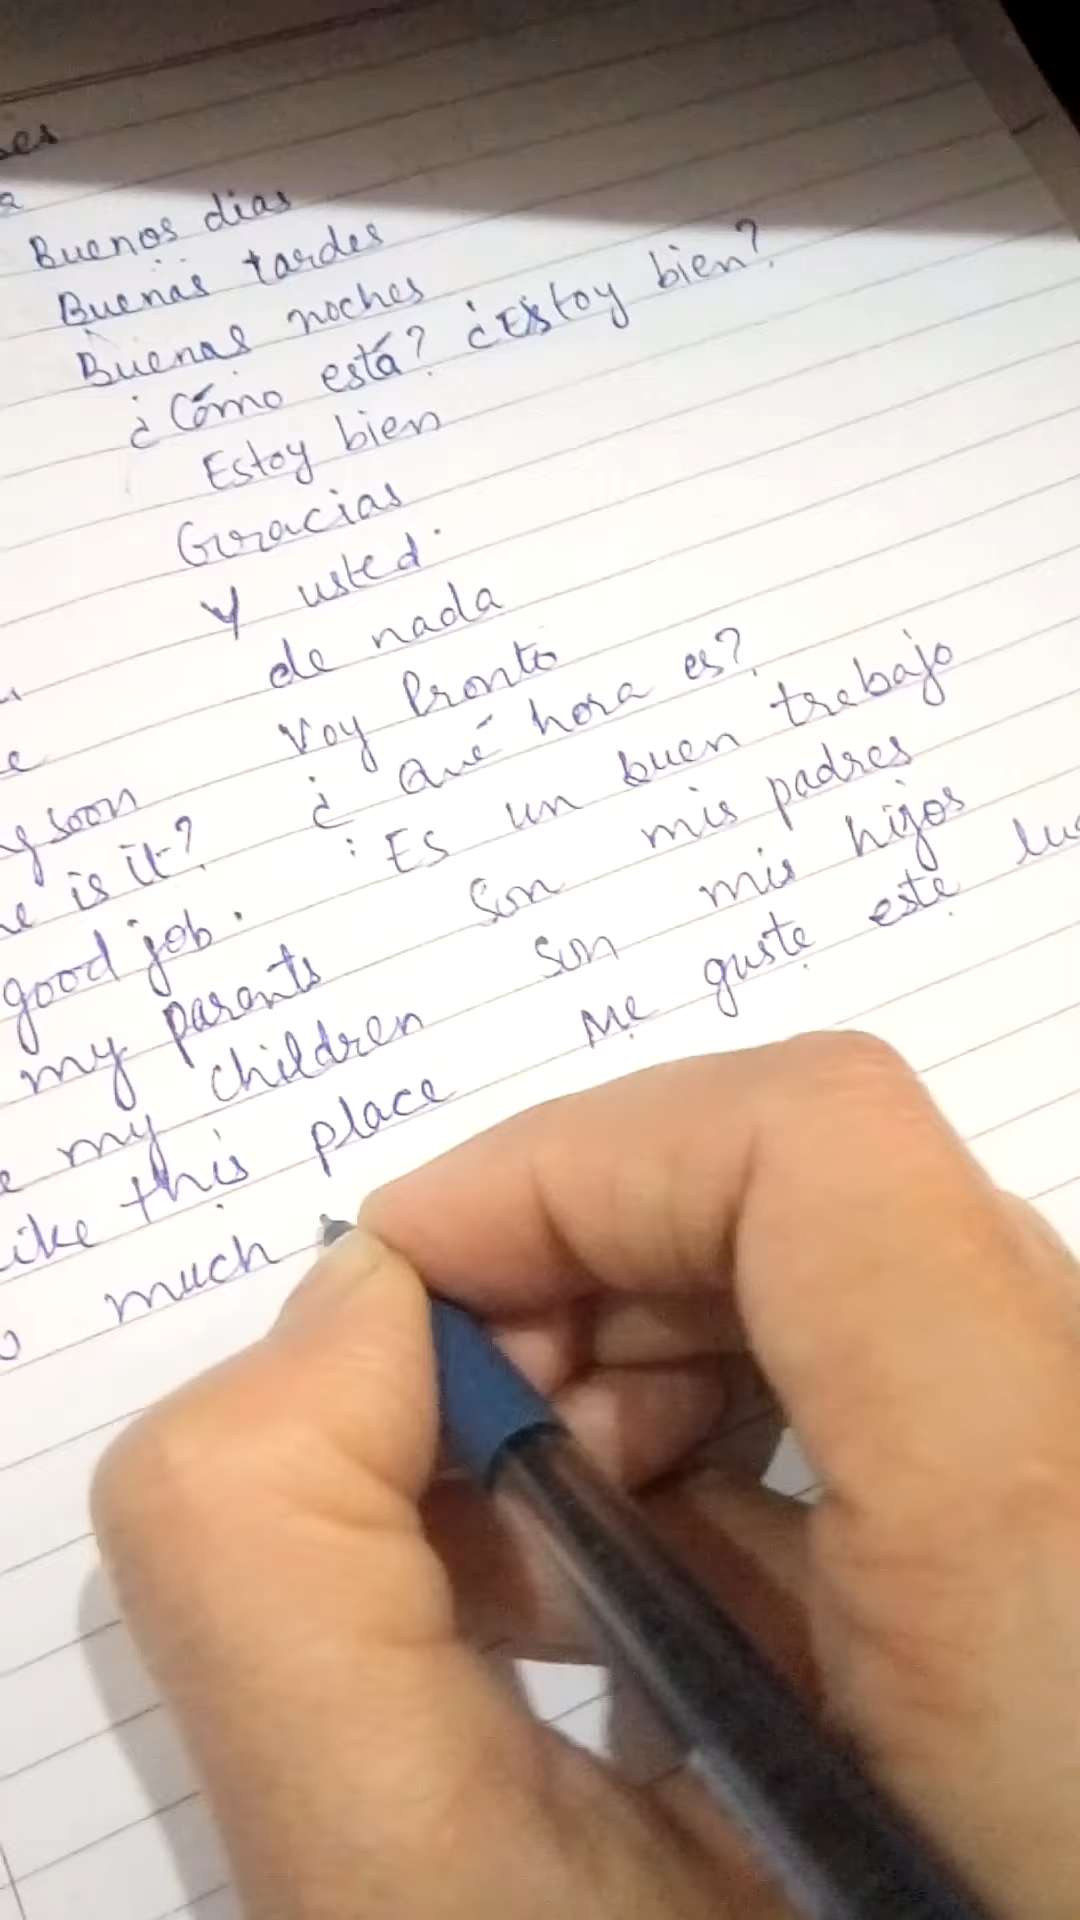 Buenos dias
Buenas tardes
Buenas noches
¿Cómo está? ¿Estoy bien?
Estoy bien
Gracias
Y usted.
de nada
soon Voy Pronto
is it? ¿Qué hora es?
good job. Es un buen trabajo
my parents Son mis padres
my children Son mis hijos
this place Me guste este
much